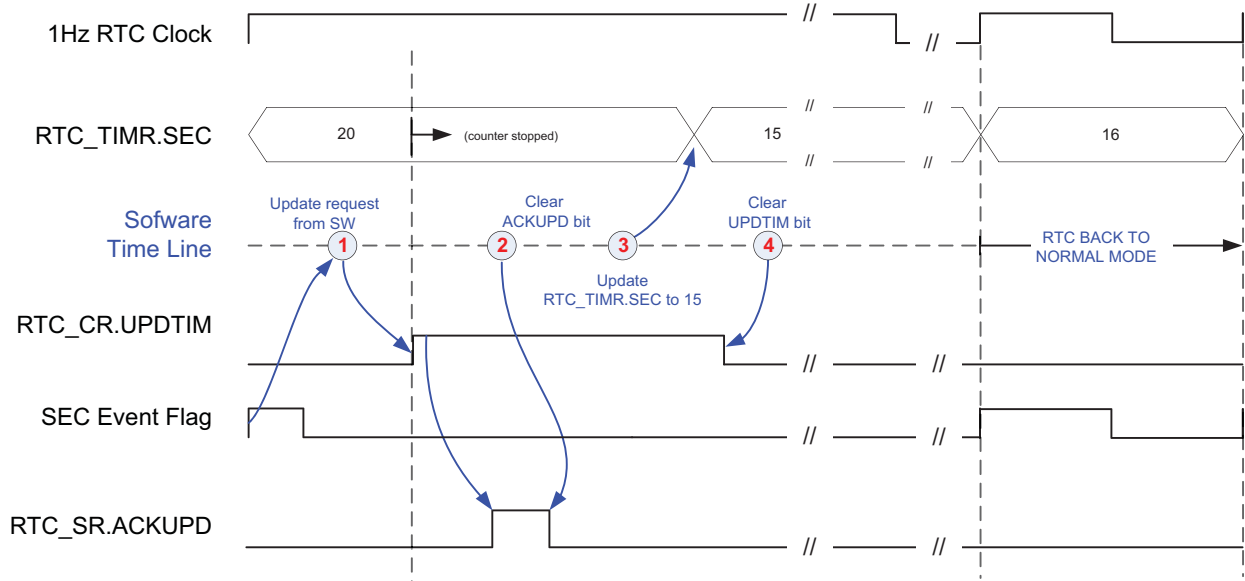 //
1Hz RTC Clock
//
// //
RTC_TIMR.SEC
20
(counter stopped)
15
16
// //
Sofware
Time Line
Update request
from SW
Clear
ACKUPD bit
Clear
UPDTIM bit
1
2
3
4
RTC BACK TO
NORMAL MODE
Update
RTC_TIMR.SEC to 15
RTC_CR.UPDTIM
// //
SEC Event Flag
// //
RTC_SR.ACKUPD
// //